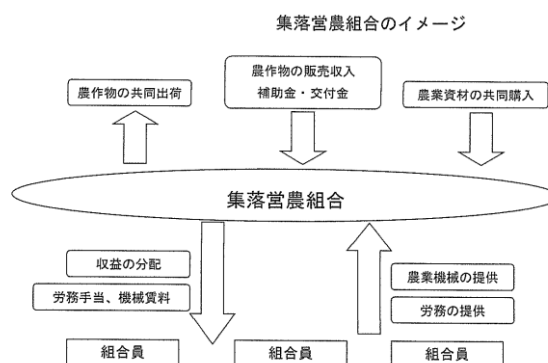 集落営農組合のイメージ
農作物の共同出荷
農作物の販売収入
補助金・交付金
農業資材の共同購入
集落営農組合
収益の分配
労務手当、機械賃料
農業機械の提供
労務の提供
組合員
組合員
組合員